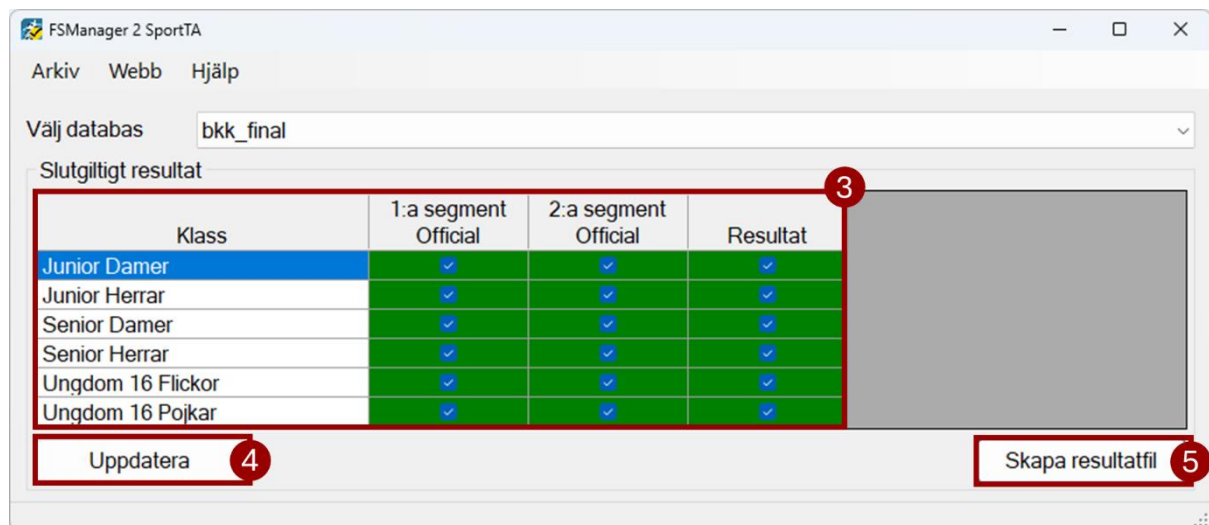 FSManager 2 SportTA
Arkiv Webb Hjälp
Välj databas bkk_final
Slutgiltigt resultat
3
Klass 1:a segment Official 2:a segment Official Resultat
Junior Damer
Junior Herrar
Senior Damer
Senior Herrar
Ungdom 16 Flickor
Ungdom 16 Pojkar
Uppdatera 4 Skapa resultatfil 5